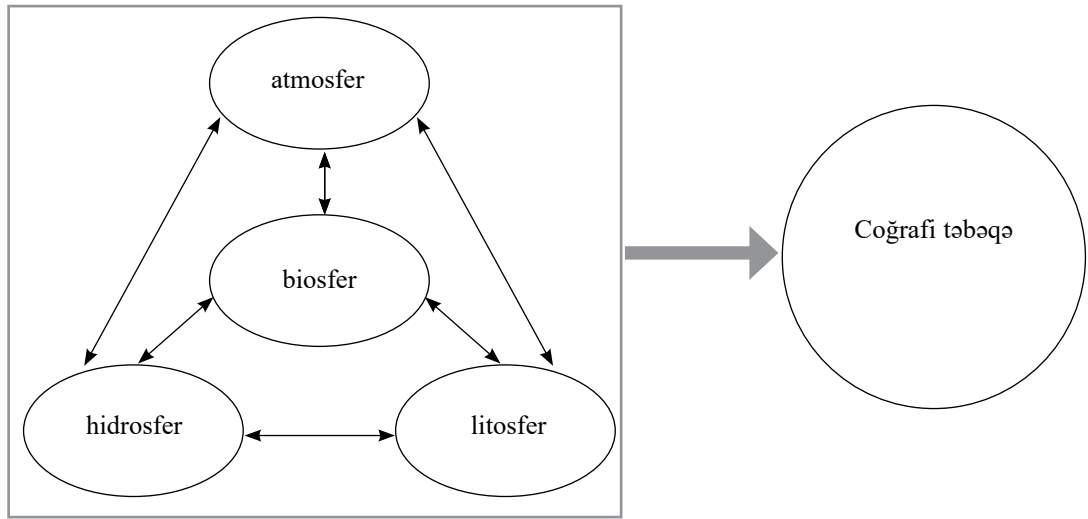 atmosfer
biosfer
hidrosfer
litosfer
Coğrafi təbəqə